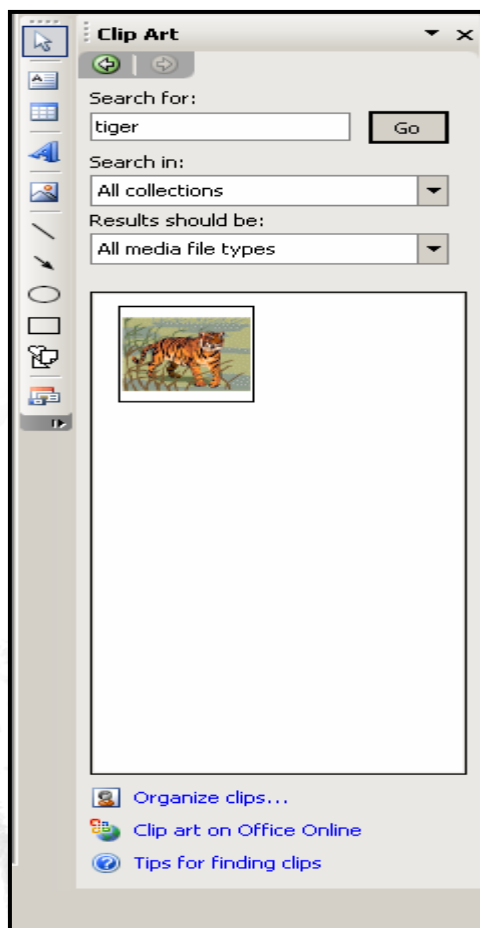 Clip Art
Search for:
tiger
Go
Search in:
All collections
Results should be:
All media file types
Organize clips...
Clip art on Office Online
Tips for finding clips